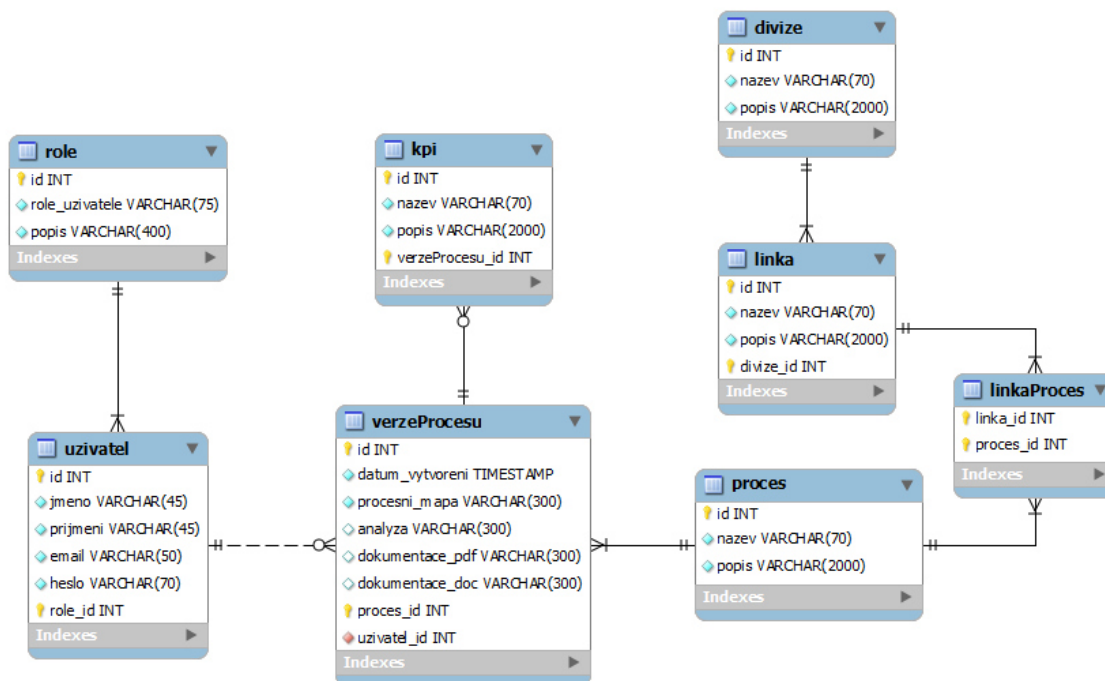 divize
id INT
nazev VARCHAR(70)
popis VARCHAR(2000)
Indexes
role
id INT
role_uzivatele VARCHAR(75)
popis VARCHAR(400)
Indexes
kpi
id INT
nazev VARCHAR(70)
popis VARCHAR(2000)
verzeProcesu_id INT
Indexes
linka
id INT
nazev VARCHAR(70)
popis VARCHAR(2000)
divize_id INT
Indexes
linkaProces
linka_id INT
proces_id INT
Indexes
uzivatel
id INT
jmeno VARCHAR(45)
prijmeni VARCHAR(45)
email VARCHAR(50)
heslo VARCHAR(70)
role_id INT
Indexes
verzeProcesu
id INT
datum_vytvoreni TIMESTAMP
procesni_mapa VARCHAR(300)
analyza VARCHAR(300)
dokumentace_pdf VARCHAR(300)
dokumentace_doc VARCHAR(300)
proces_id INT
uzivatel_id INT
Indexes
proces
id INT
nazev VARCHAR(70)
popis VARCHAR(2000)
Indexes